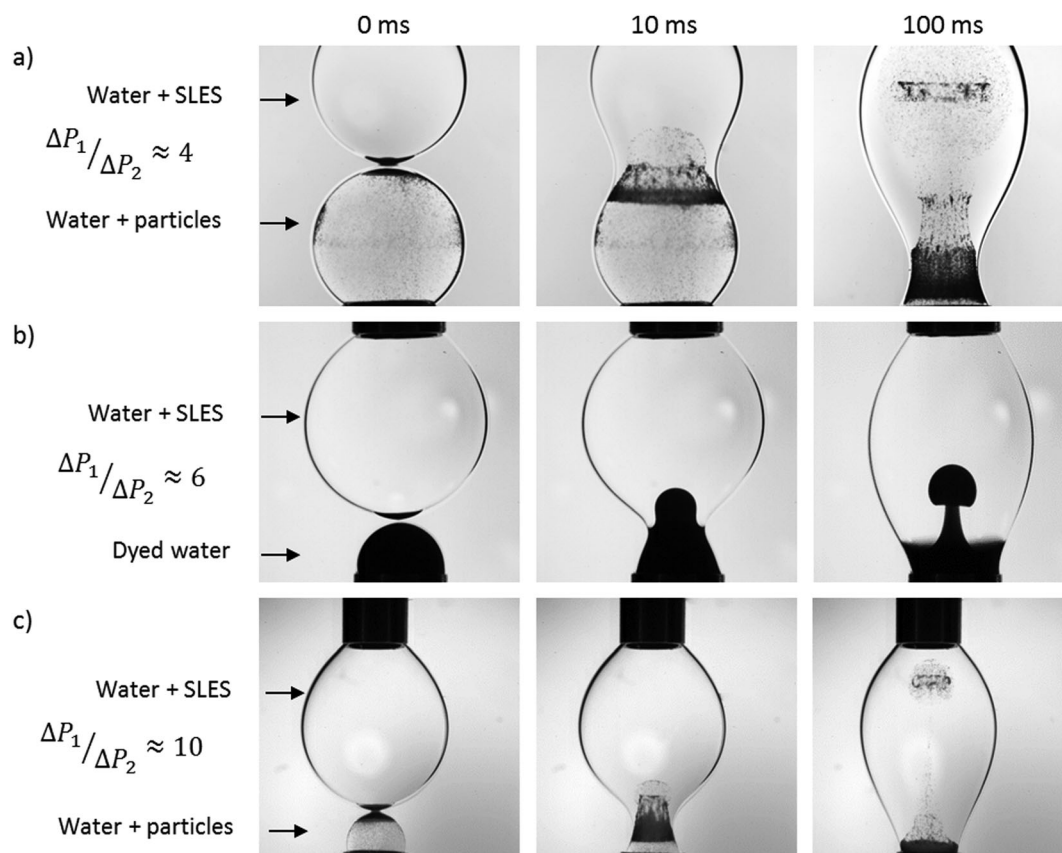 0 ms 10 ms 100 ms
a)
Water + SLES
ΔP₁/ΔP₂ ≈ 4
Water + particles
b)
Water + SLES
ΔP₁/ΔP₂ ≈ 6
Dyed water
c)
Water + SLES
ΔP₁/ΔP₂ ≈ 10
Water + particles